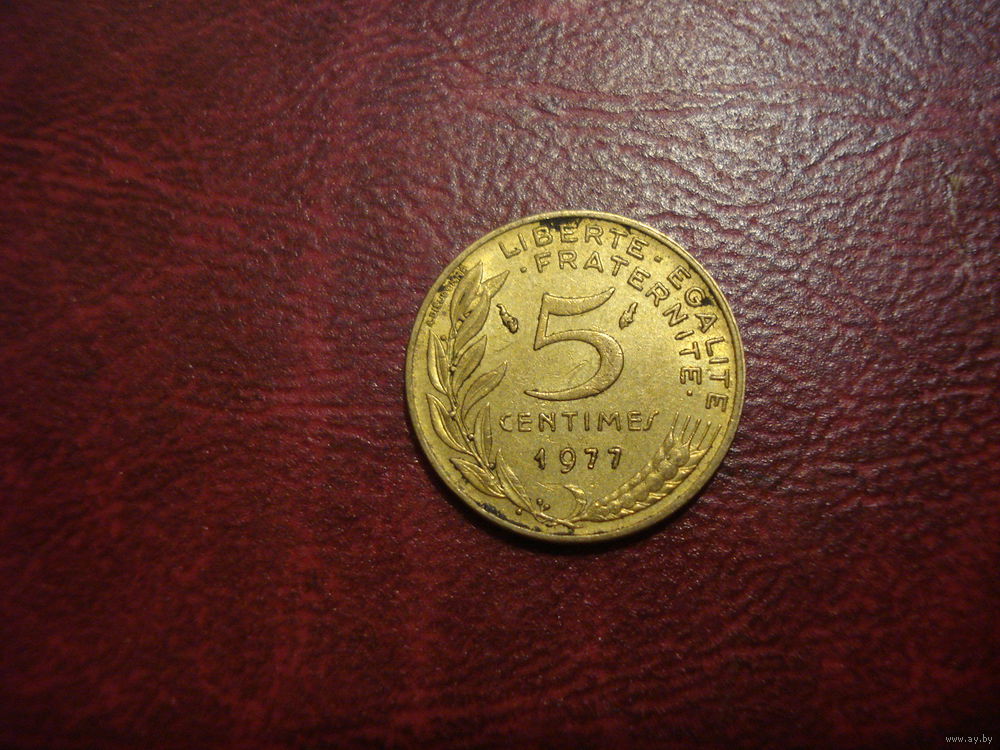 LIBERTE · EGALITE
· FRATERNITE ·
5
CENTIMES
1977
www.ay.by